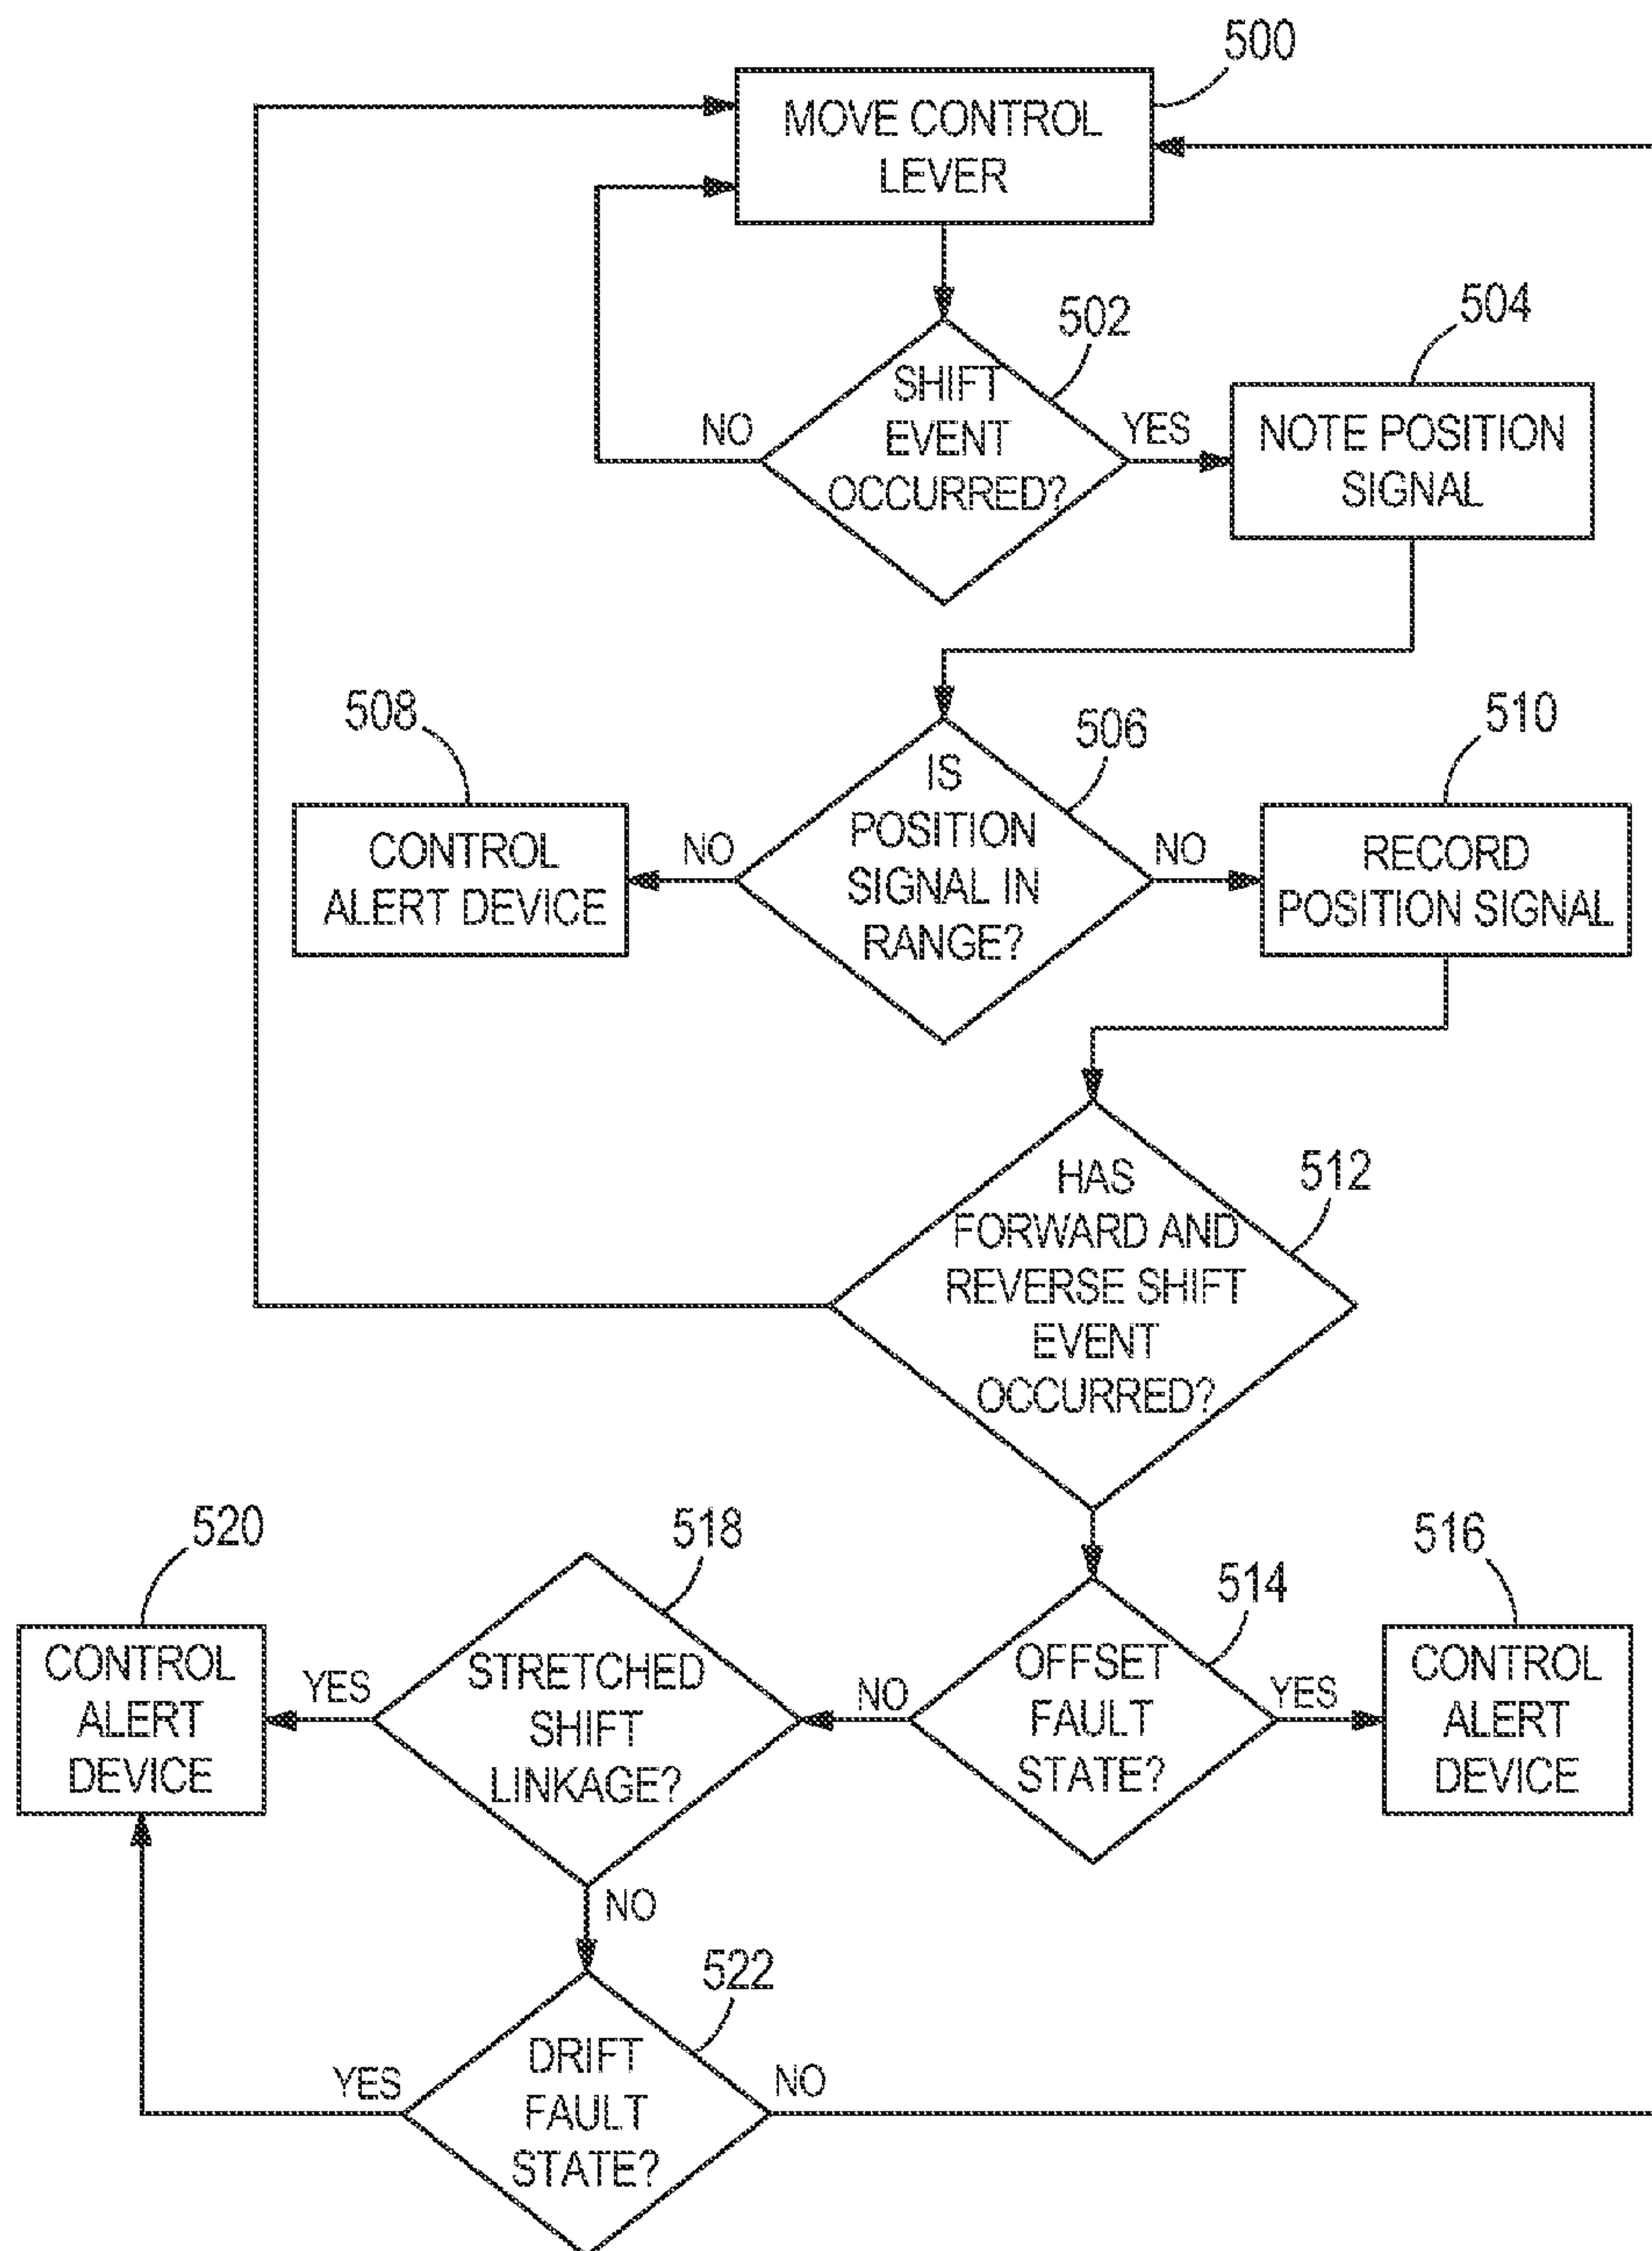 500
MOVE CONTROL
LEVER
502
504
SHIFT
EVENT
OCCURRED?
NO
YES
NOTE POSITION
SIGNAL
508
506
510
IS
POSITION
SIGNAL IN
RANGE?
CONTROL
ALERT DEVICE
NO
NO
RECORD
POSITION SIGNAL
512
HAS
FORWARD AND
REVERSE SHIFT
EVENT
OCCURRED?
520
518
514
516
CONTROL
ALERT
DEVICE
YES
STRETCHED
SHIFT
LINKAGE?
NO
OFFSET
FAULT
STATE?
YES
CONTROL
ALERT
DEVICE
NO
522
YES
DRIFT
FAULT
STATE?
NO